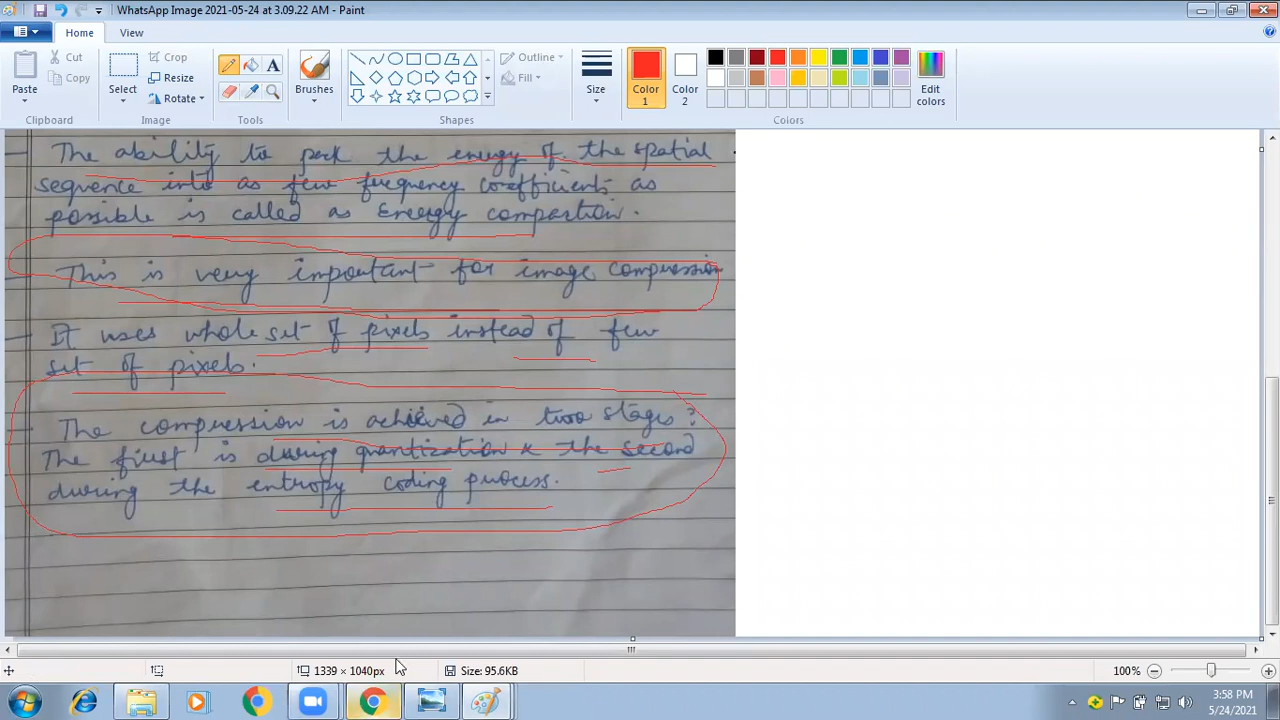 WhatsApp Image 2021-05-24 at 3.09.22 AM - Paint
Home
View
Paste
Cut
Copy
Clipboard
Select
Crop
Resize
Rotate
Image
A
Tools
Brushes
Outline
Fill
Shapes
Size
Color 1
Color 2
Edit colors
Colors
The ability to pack the energy of the spatial
sequence into as few frequency coefficients as
possible is called as Energy compaction.
This is very important for image compression
It uses whole set of pixels instead of few
set of pixels.
The compression is achieved in two stages?
The first is during quantization & the second
during the entropy coding process.
1339 × 1040px
Size: 95.6KB
100%
3:58 PM
5/24/2021